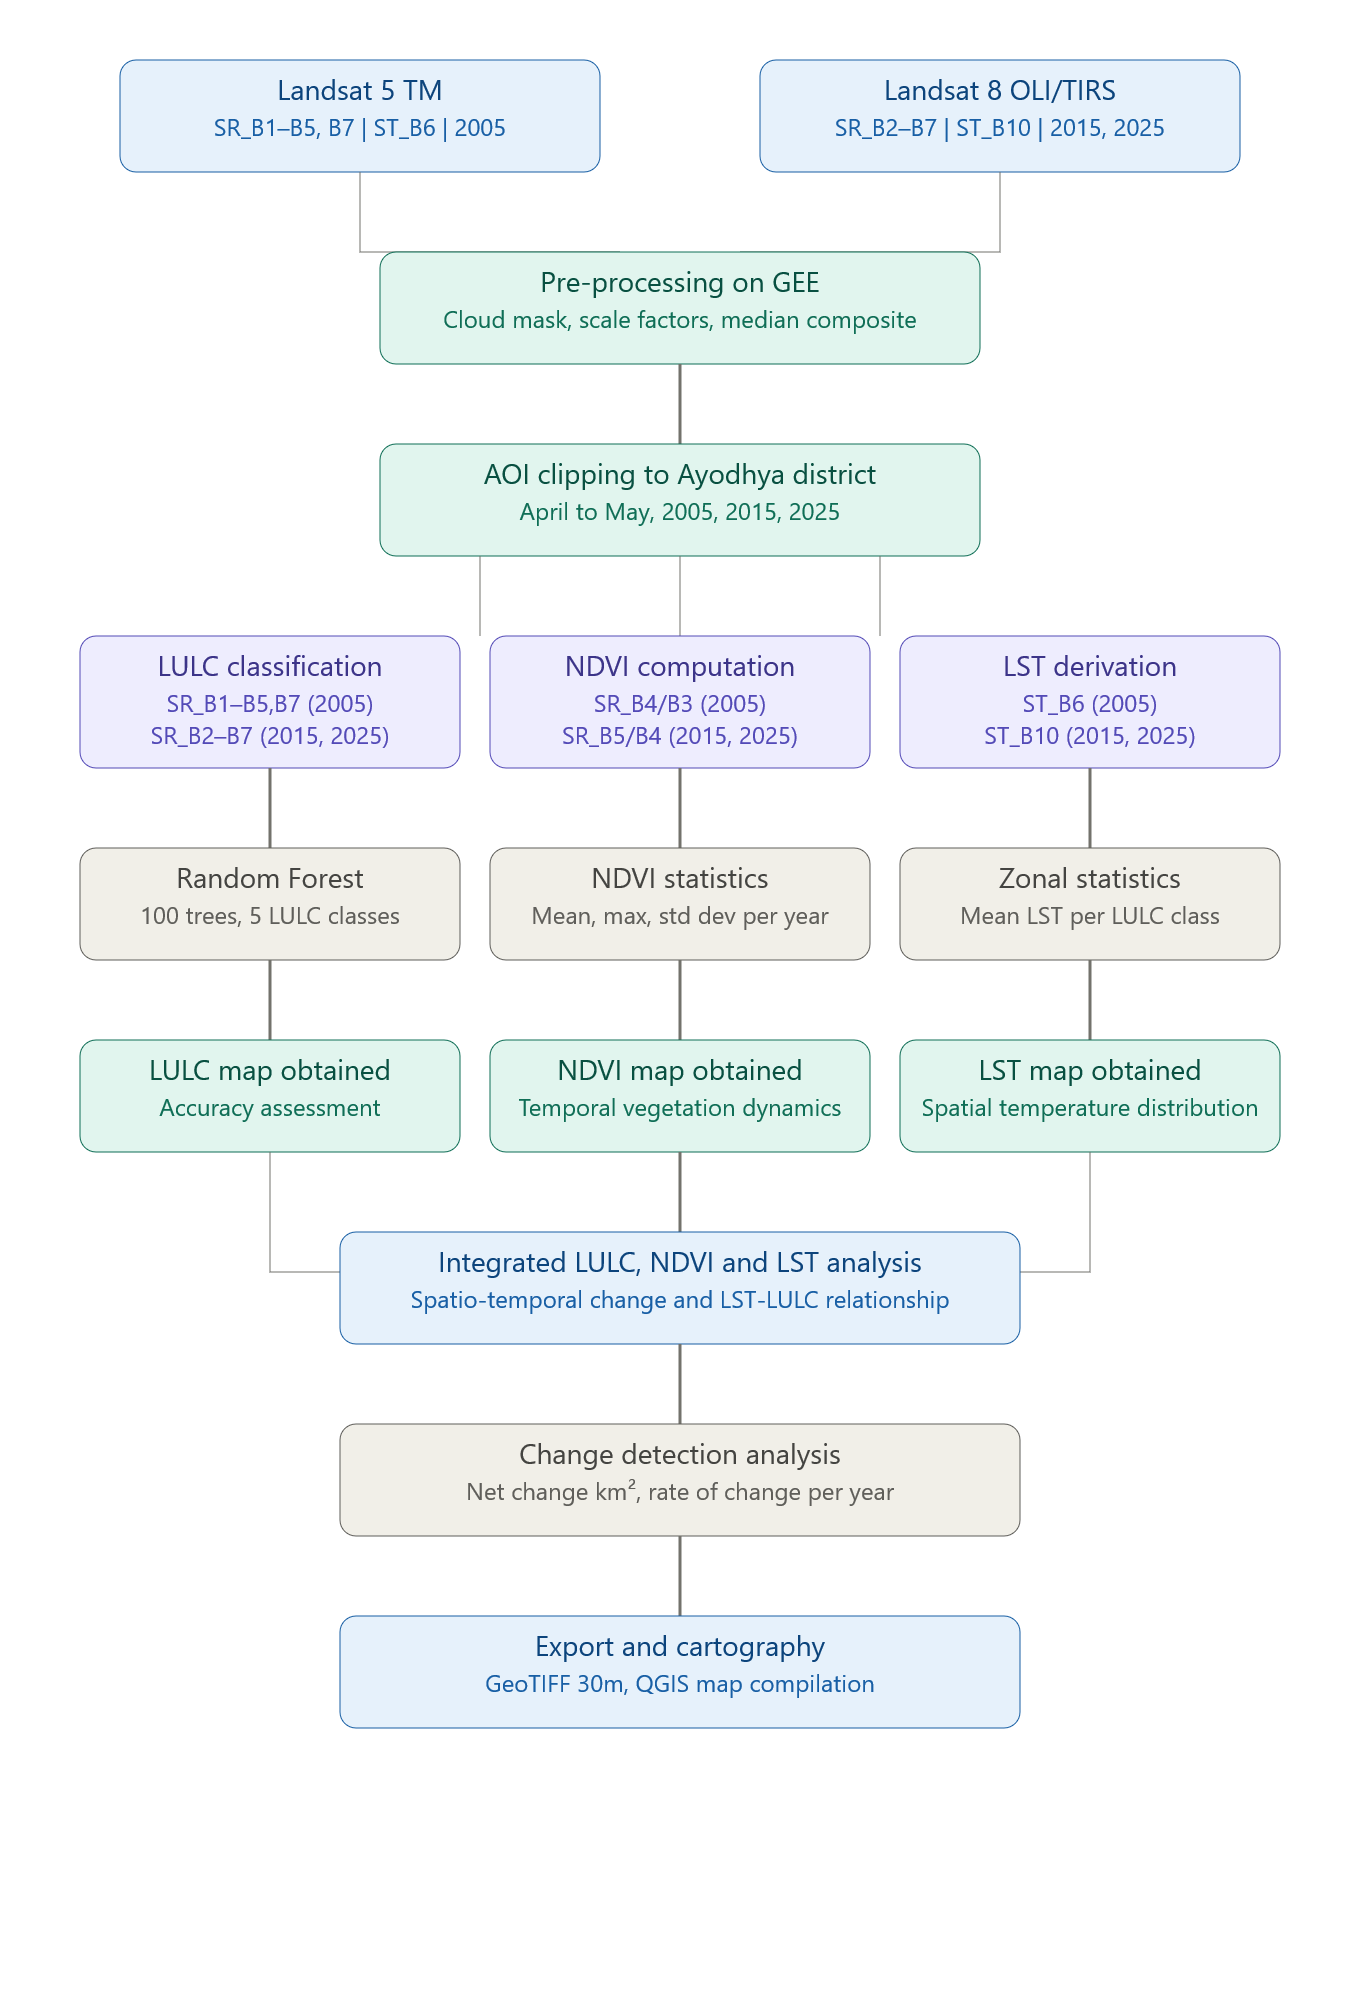 Landsat 5 TM
SR_B1–B5, B7 | ST_B6 | 2005
Landsat 8 OLI/TIRS
SR_B2–B7 | ST_B10 | 2015, 2025
Pre-processing on GEE
Cloud mask, scale factors, median composite
AOI clipping to Ayodhya district
April to May, 2005, 2015, 2025
LULC classification
SR_B1–B5,B7 (2005)
SR_B2–B7 (2015, 2025)
NDVI computation
SR_B4/B3 (2005)
SR_B5/B4 (2015, 2025)
LST derivation
ST_B6 (2005)
ST_B10 (2015, 2025)
Random Forest
100 trees, 5 LULC classes
NDVI statistics
Mean, max, std dev per year
Zonal statistics
Mean LST per LULC class
LULC map obtained
Accuracy assessment
NDVI map obtained
Temporal vegetation dynamics
LST map obtained
Spatial temperature distribution
Integrated LULC, NDVI and LST analysis
Spatio-temporal change and LST-LULC relationship
Change detection analysis
Net change km², rate of change per year
Export and cartography
GeoTIFF 30m, QGIS map compilation